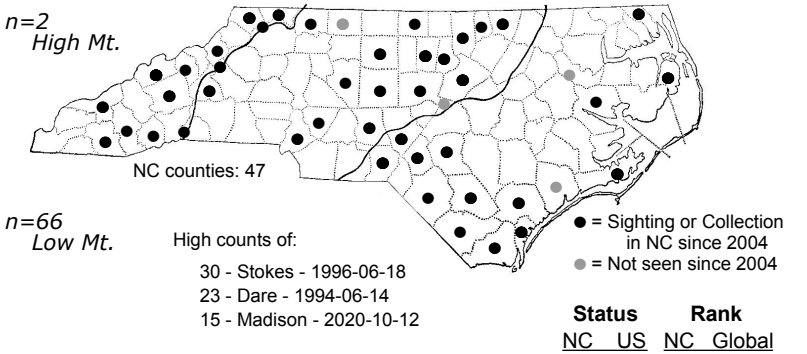 n=2
High Mt.
NC counties: 47
n=66
Low Mt.
High counts of:
30 - Stokes - 1996-06-18
23 - Dare - 1994-06-14
15 - Madison - 2020-10-12
= Sighting or Collection
in NC since 2004
= Not seen since 2004
Status Rank
NC US NC Global